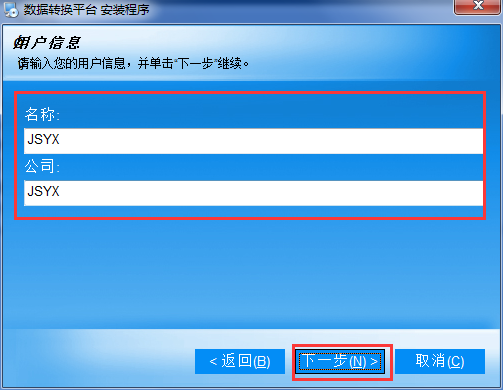 数据转换平台 安装程序
用户信息
请输入您的用户信息，并单击“下一步”继续。
名称:
JSYX
公司:
JSYX
< 返回(B)
下一步(N) >
取消(C)